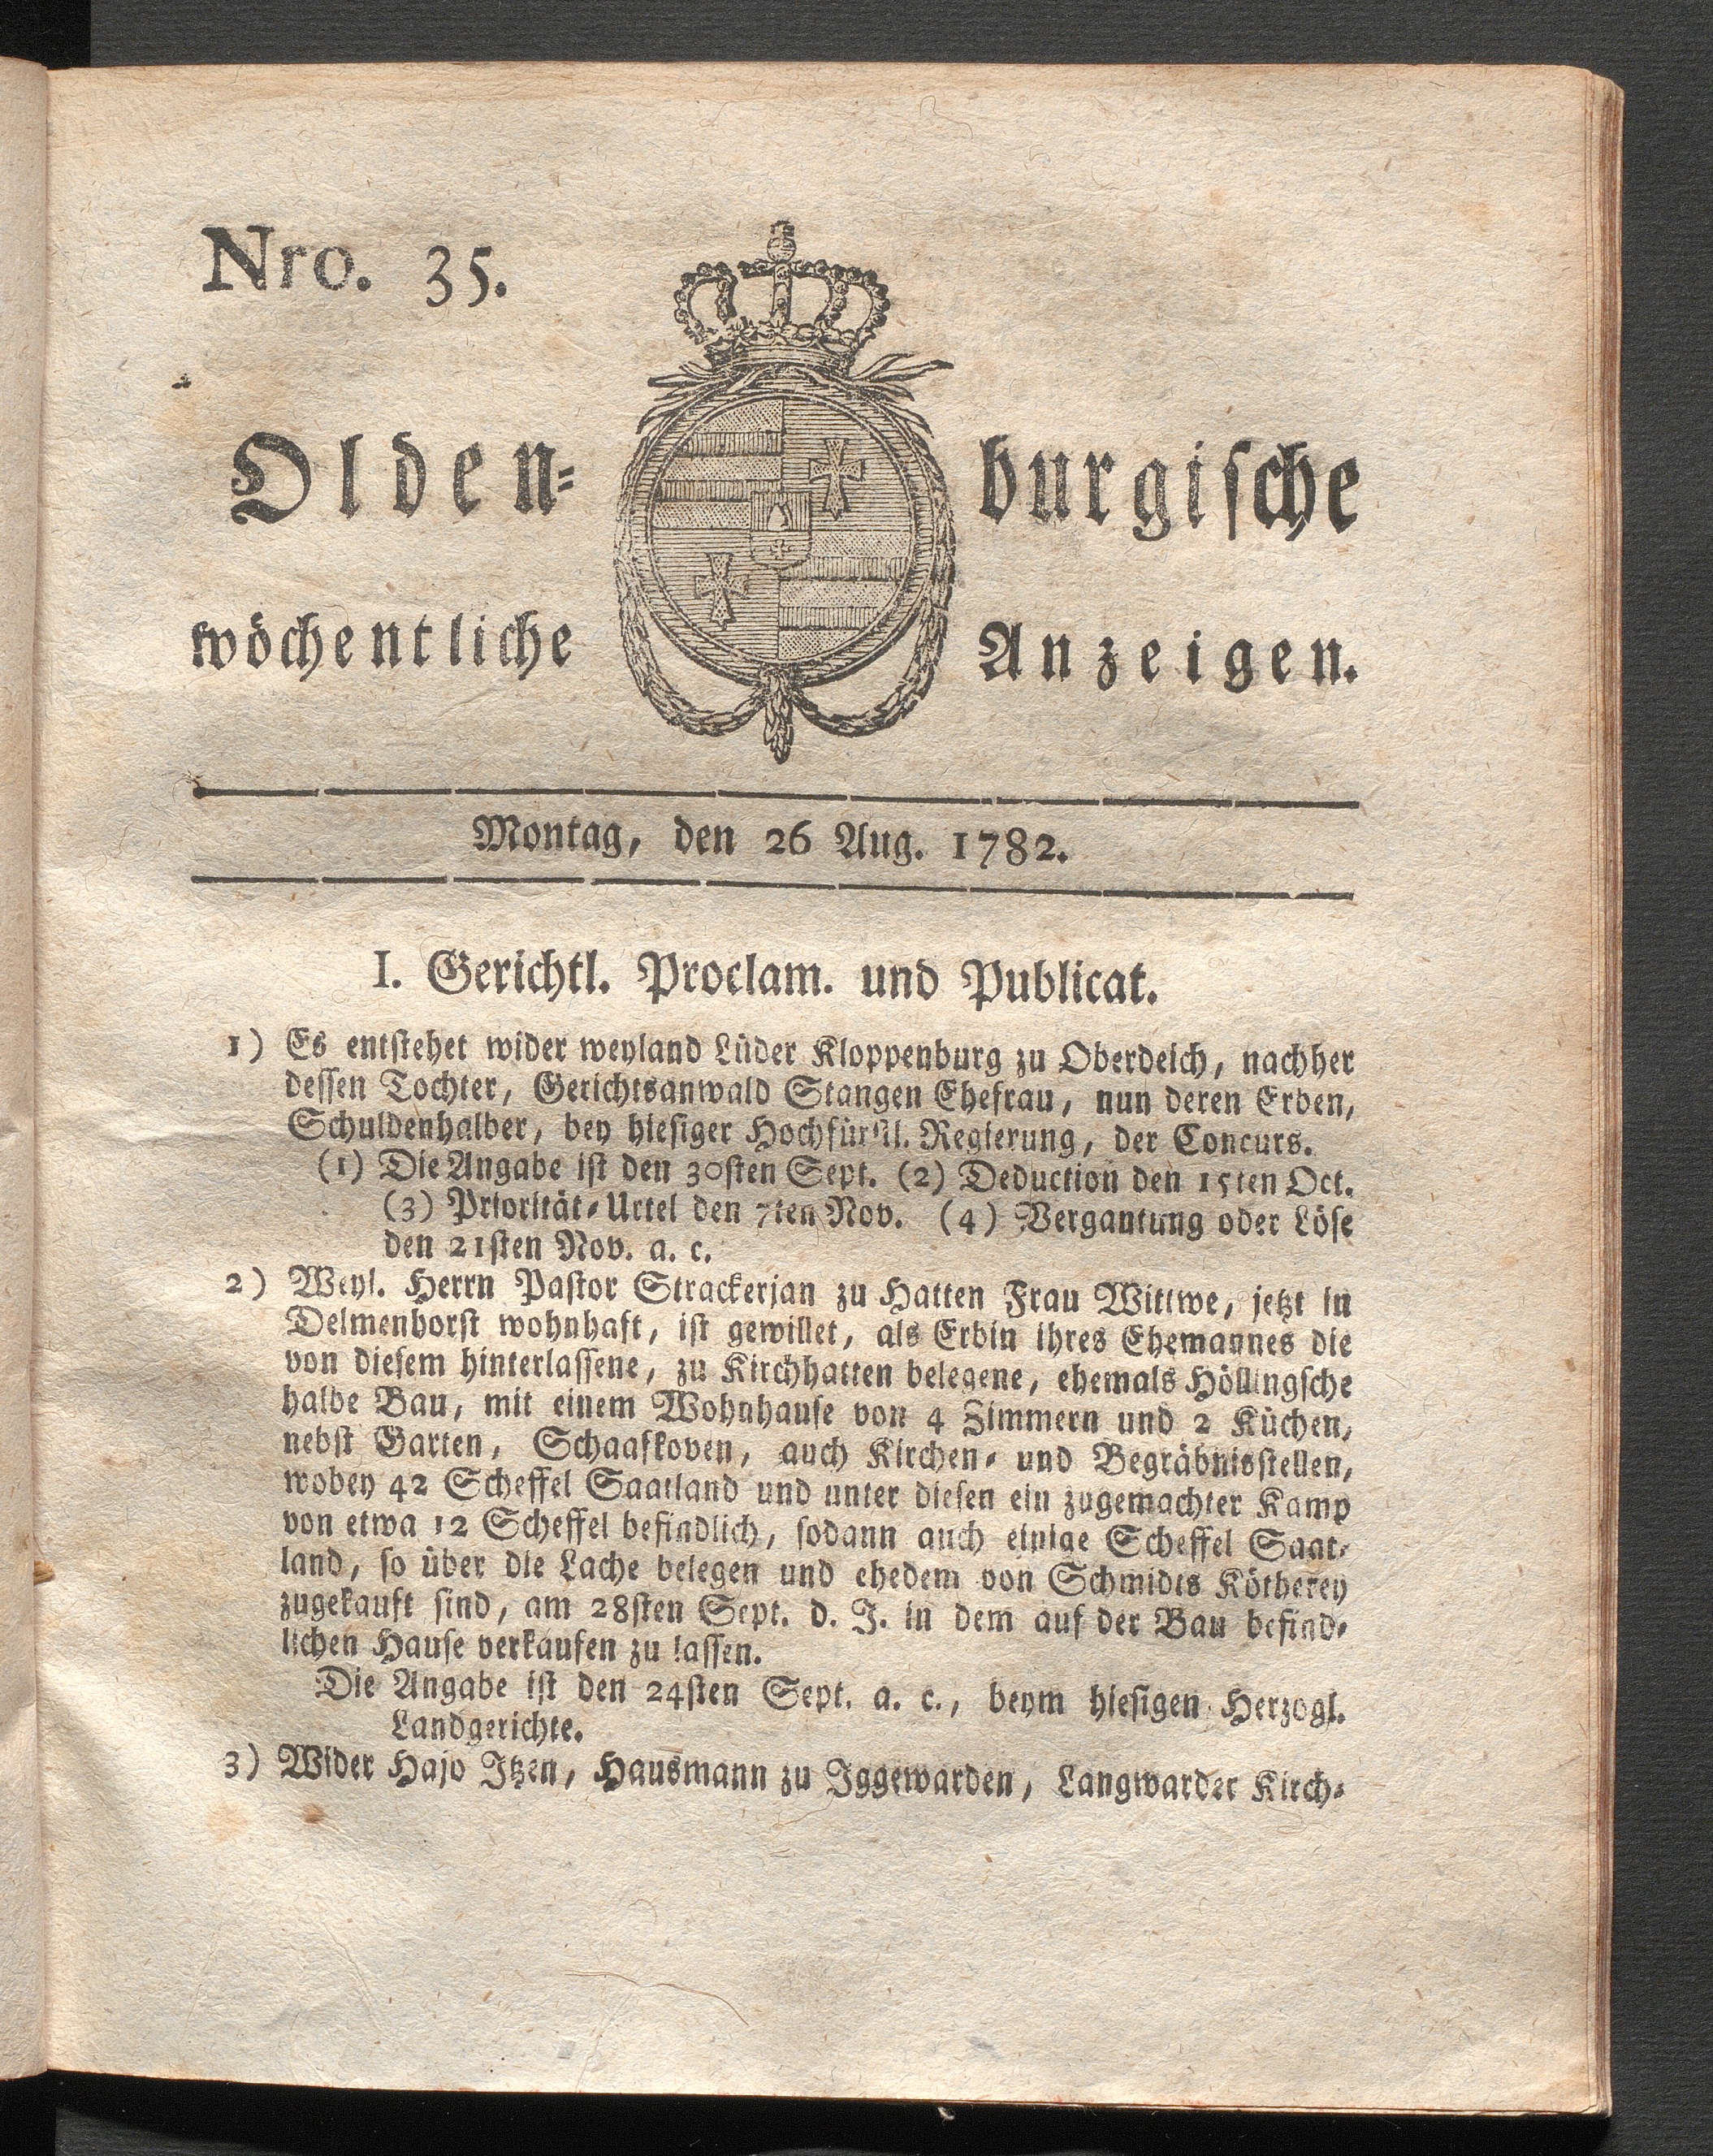 Nro. 35.
Olden=burgische
wöchentliche Anzeigen.
Montag, den 26 Aug. 1782.
I. Gerichtl. Proclam. und Publicat.
1) Es entstehet wider weyland Lüder Kloppenburg zu Oberdeich, nachher
dessen Tochter, Gerichtsanwald Stangen Ehefrau, nun deren Erben,
Schuldenhalber, bey hiesiger Hochfürstl. Regierung, der Concurs.
(1) Die Angabe ist den 30sten Sept. (2) Deduction den 15ten Oct.
(3) Priorität=Urtel den 7ten Nov. (4) Vergantung oder Löse
den 21sten Nov. a. c.
2) Weyl. Herrn Pastor Strackerjan zu Hatten Frau Wittwe, jetzt in
Delmenhorst wohnhaft, ist gewillet, als Erbin ihres Ehemannes die
von diesem hinterlassene, zu Kirchhatten belegene, ehemals Höllingsche
halbe Bau, mit einem Wohnhause von 4 Zimmern und 2 Küchen,
nebst Garten, Schaafkoven, auch Kirchen= und Begräbnisstellen,
wobey 42 Scheffel Saatland und unter diesen ein zugemachter Kamp
von etwa 12 Scheffel befindlich, sodann auch einige Scheffel Saat=
land, so über die Lache belegen und ehedem von Schmidts Kötherey
zugekauft sind, am 28sten Sept. d. J. in dem auf der Bau befind=
lichen Hause verkaufen zu lassen.
Die Angabe ist den 24sten Sept. a. c., beym hiesigen Herzogl.
Landgerichte.
3) Wider Hajo Itzen, Hausmann zu Iggewarden, Langwarder Kirch=